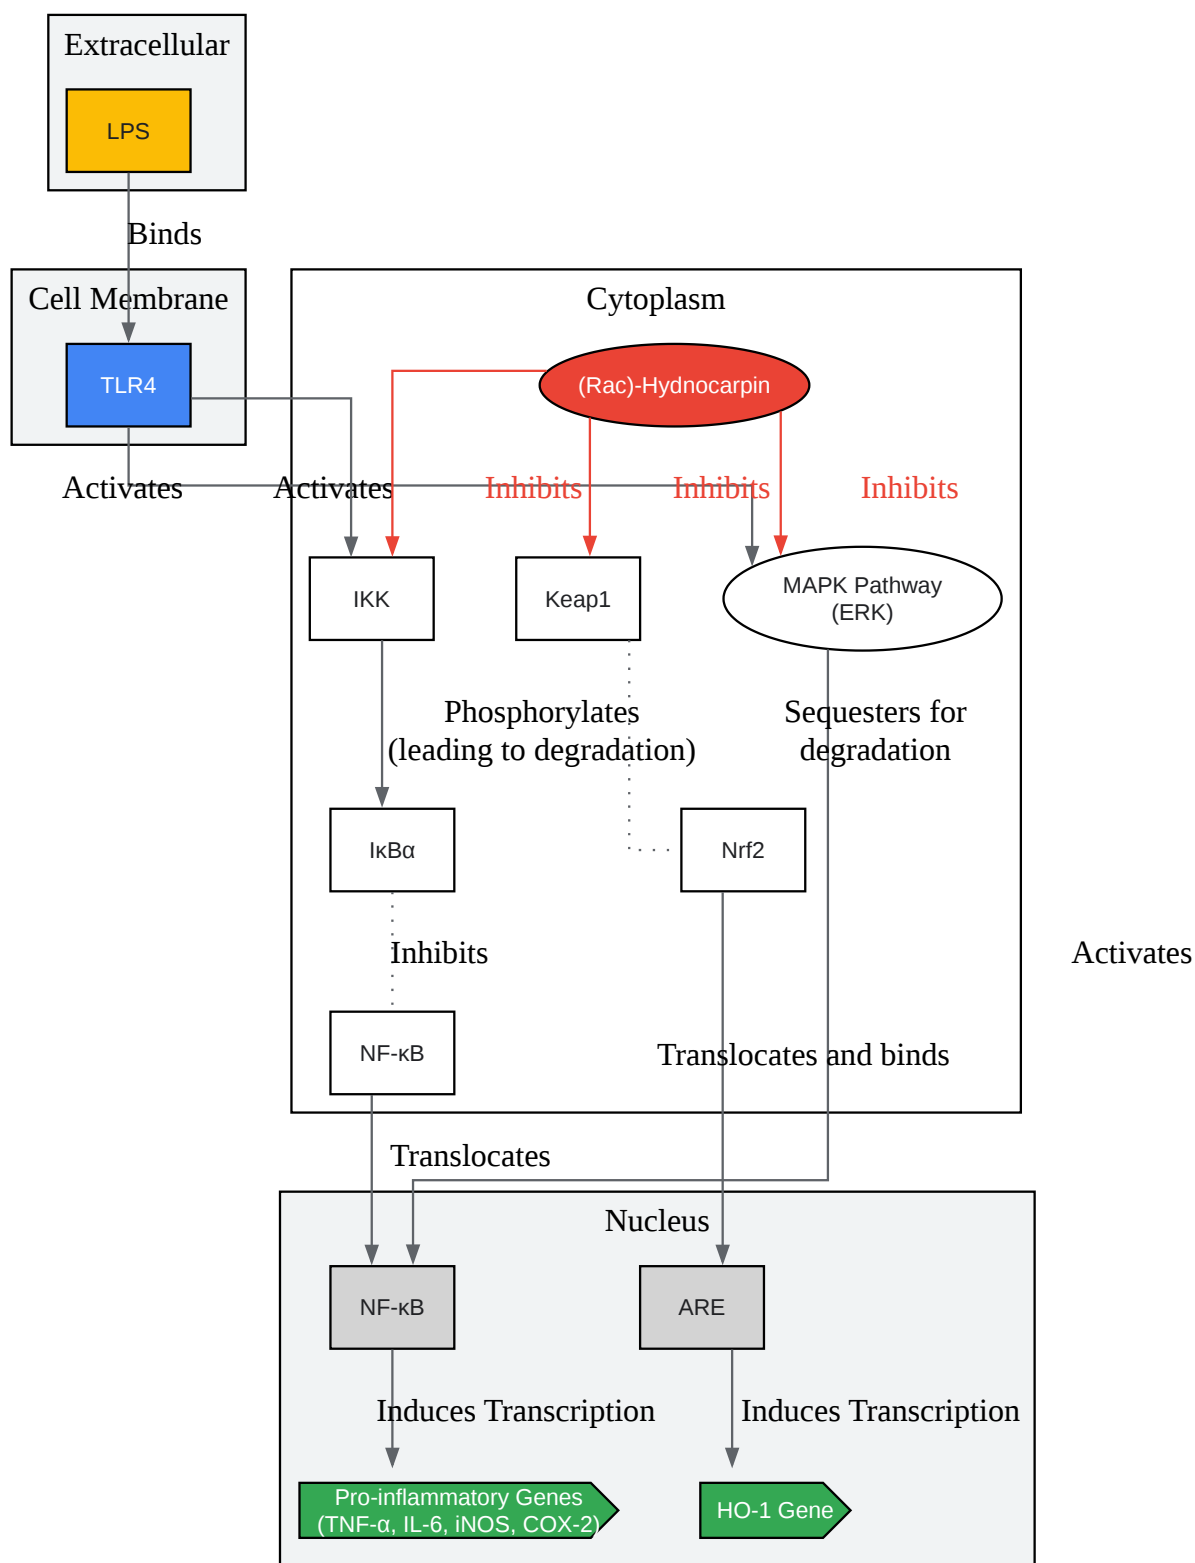 Extracellular
LPS
Binds
Cell Membrane
Cytoplasm
TLR4
(Rac)-Hydnocarpin
Activates
Activates
Inhibits
Inhibits
Inhibits
IKK
Keap1
MAPK Pathway
(ERK)
Phosphorylates
(leading to degradation)
Sequesters for
degradation
IκBα
Nrf2
Inhibits
Activates
NF-κB
Translocates and binds
Translocates
Nucleus
NF-κB
ARE
Induces Transcription
Induces Transcription
Pro-inflammatory Genes
(TNF-α, IL-6, iNOS, COX-2)
HO-1 Gene